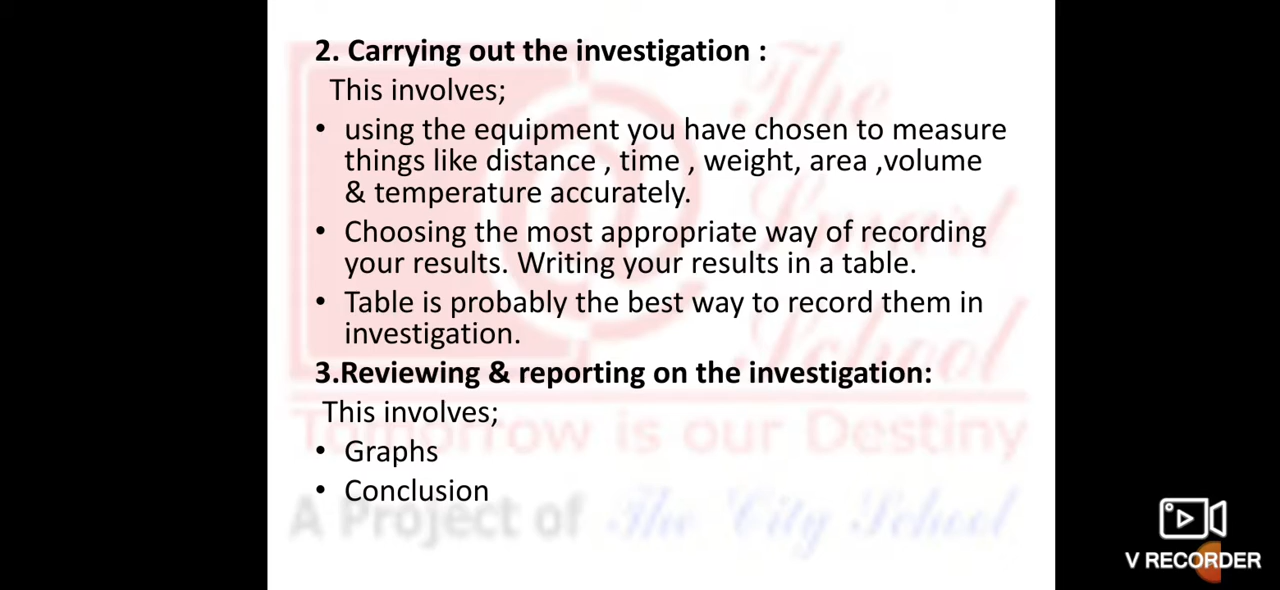 2. Carrying out the investigation :
This involves;
• using the equipment you have chosen to measure
things like distance , time , weight, area ,volume
& temperature accurately.
• Choosing the most appropriate way of recording
your results. Writing your results in a table.
• Table is probably the best way to record them in
investigation.
3.Reviewing & reporting on the investigation:
This involves;
• Graphs
• Conclusion
The
Smart
School
Tomorrow is our Destiny
A Project of The City School
V RECORDER